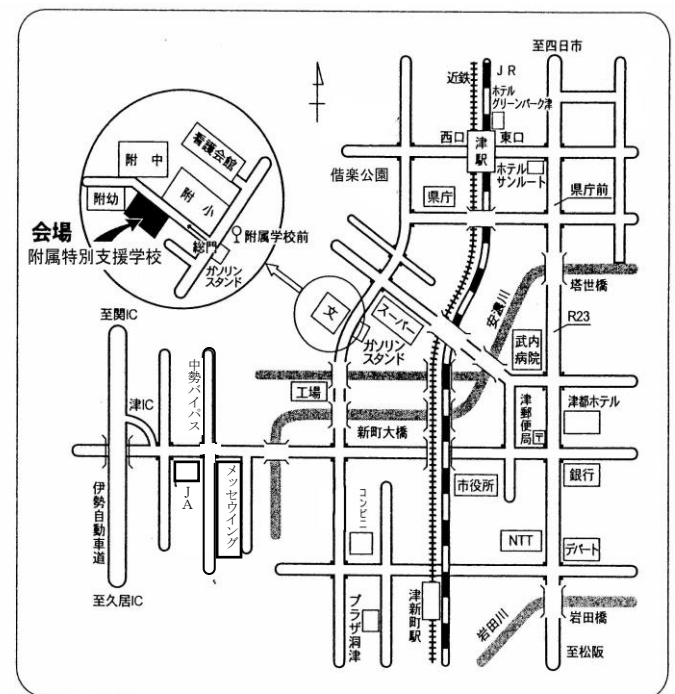 至四日市
近鉄
JR
ホテル
グリーンパーク津
西口
津駅
東口
ホテル
サンルート
県庁前
偕楽公園
県庁
看護会館
附中
附小
附幼
会場
附属特別支援学校
総門
附属学校前
ガソリン
スタンド
文
スーパー
ガソリン
スタンド
安濃川
塔世橋
R23
武内
病院
至関IC
津IC
中勢バイパス
工場
新町大橋
津郵便局
〒
津都ホテル
伊勢自動車道
JA
メッセウイング
市役所
銀行
コンビニ
NTT
デパート
至久居IC
プラザ洞津
津新町駅
岩田川
岩田橋
至松阪